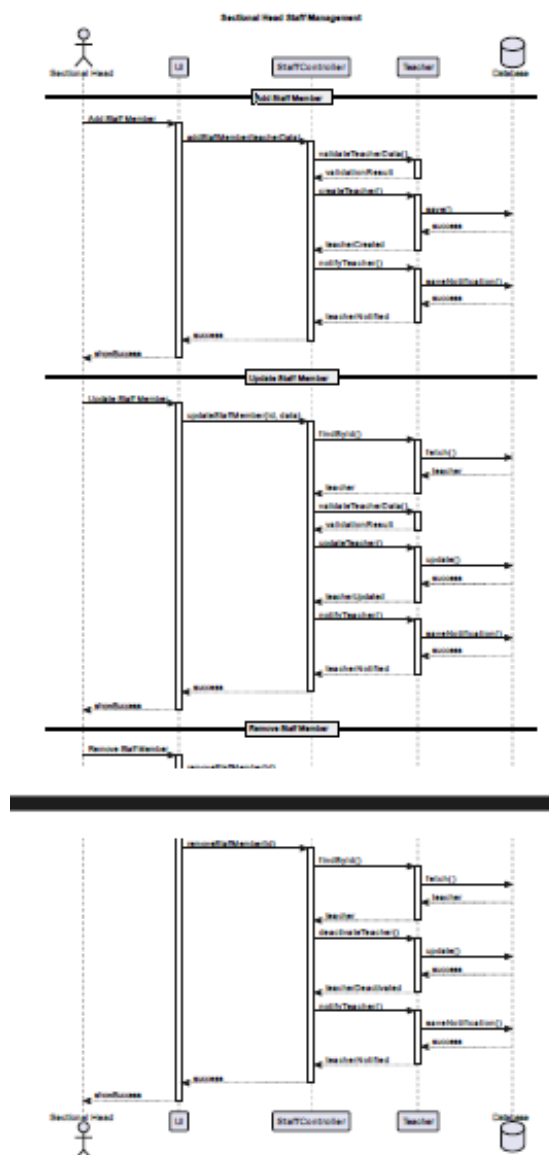 Sectional Head Staff Management
Sectional Head
UI
StaffController
Teacher
Database
Add Staff Member
Add Staff Member
addStaffMember(teacherData)
validateTeacherData()
validationResult
createTeacher()
save()
success
teacherCreated
notifyTeacher()
saveNotification()
success
teacherNotified
success
showSuccess
Update Staff Member
Update Staff Member
updateStaffMember(id, data)
findById()
fetch()
teacher
teacher
validateTeacherData()
validationResult
updateTeacher()
update()
success
teacherUpdated
notifyTeacher()
saveNotification()
success
teacherNotified
success
showSuccess
Remove Staff Member
Remove Staff Member
removeStaffMember(id)
removeStaffMember(id)
findById()
fetch()
teacher
teacher
deactivateTeacher()
update()
success
teacherDeactivated
notifyTeacher()
saveNotification()
success
teacherNotified
success
showSuccess
Sectional Head
UI
StaffController
Teacher
Database